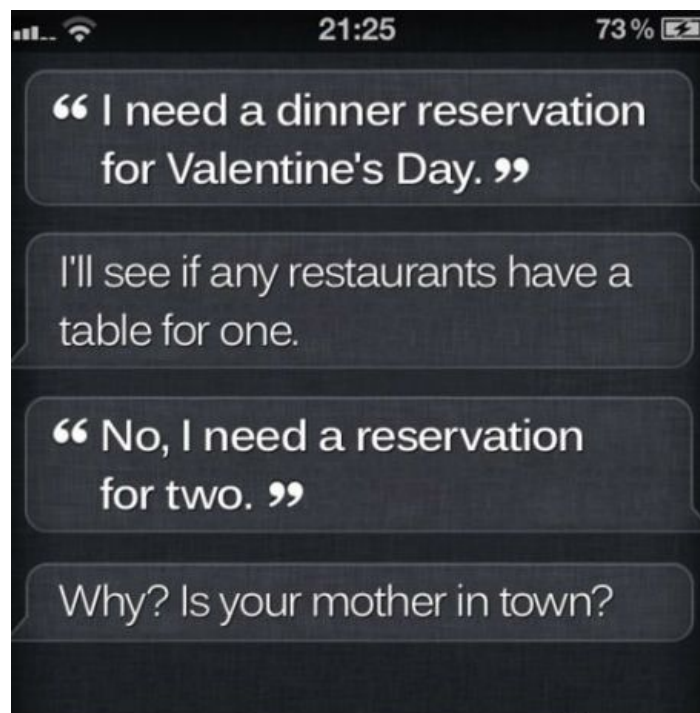 21:25 73%
“ I need a dinner reservation
for Valentine's Day. ”
I'll see if any restaurants have a
table for one.
“ No, I need a reservation
for two. ”
Why? Is your mother in town?